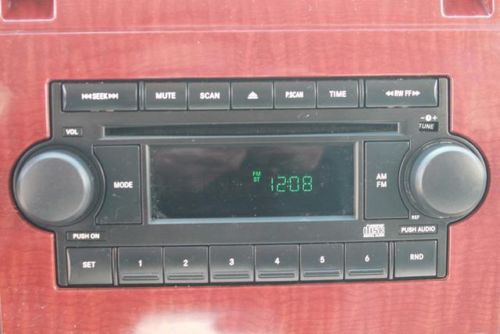 ⏮SEEK⏭ MUTE SCAN ⏏ P.SCAN TIME ◀◀ RW FF ▶▶
VOL
TUNE
MODE
FM
ST
12:08
AM
FM
REF
PUSH ON
PUSH AUDIO
SET 1 2 3 4 5 6 RND